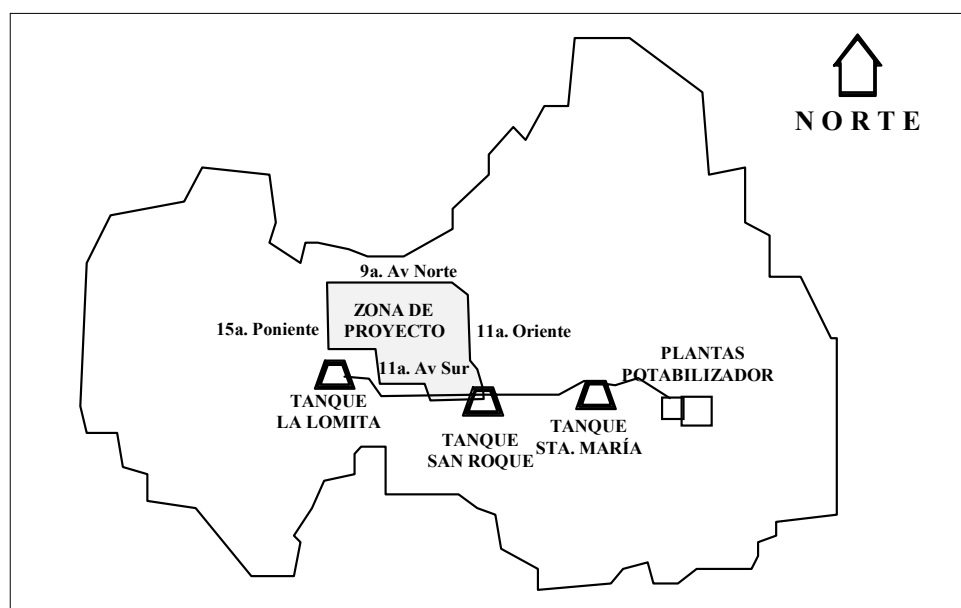 N O R T E
9a. Av Norte
ZONA DE
PROYECTO
15a. Poniente
11a. Oriente
11a. Av Sur
PLANTAS
POTABILIZADOR
TANQUE
LA LOMITA
TANQUE
SAN ROQUE
TANQUE
STA. MARÍA